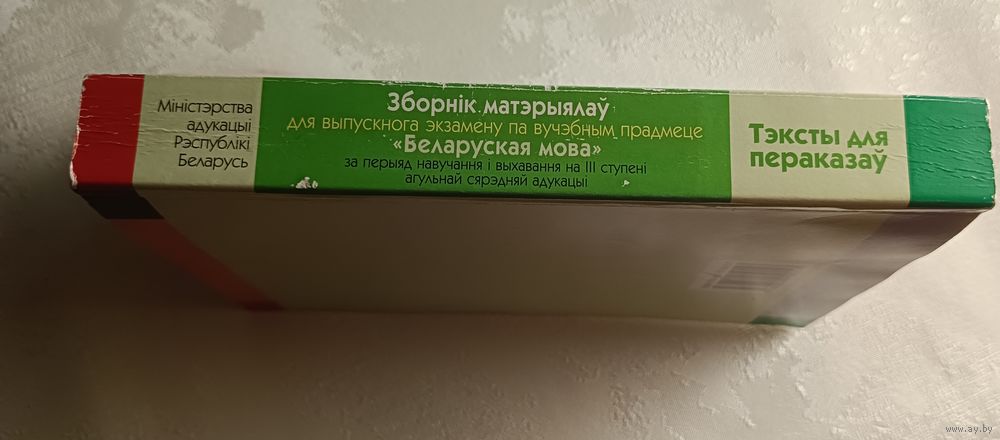 Міністэрства
адукацыі
Рэспублікі
Беларусь
Зборнік матэрыялаў
для выпускнога экзамену па вучэбным прадмеце
«Беларуская мова»
за перыяд навучання і выхавання на III ступені
агульнай сярэдняй адукацыі
Тэксты для
пераказаў
www.ay.by